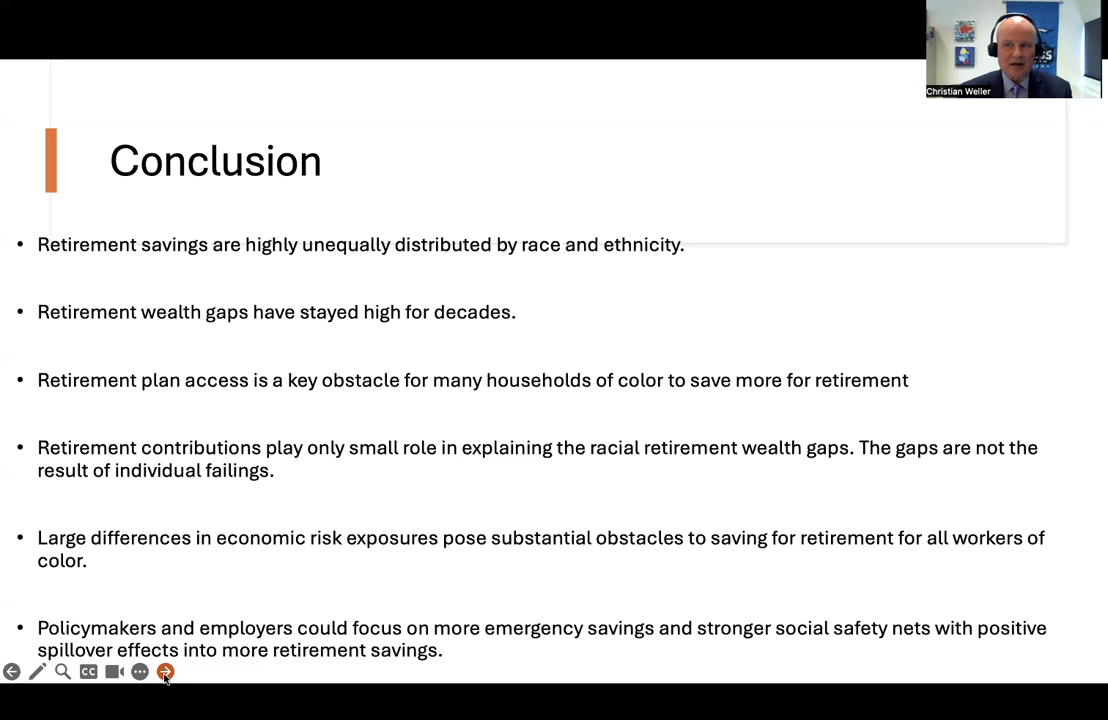 Christian Weller
Conclusion
• Retirement savings are highly unequally distributed by race and ethnicity.
• Retirement wealth gaps have stayed high for decades.
• Retirement plan access is a key obstacle for many households of color to save more for retirement
• Retirement contributions play only small role in explaining the racial retirement wealth gaps. The gaps are not the
result of individual failings.
• Large differences in economic risk exposures pose substantial obstacles to saving for retirement for all workers of
color.
• Policymakers and employers could focus on more emergency savings and stronger social safety nets with positive
spillover effects into more retirement savings.
CC